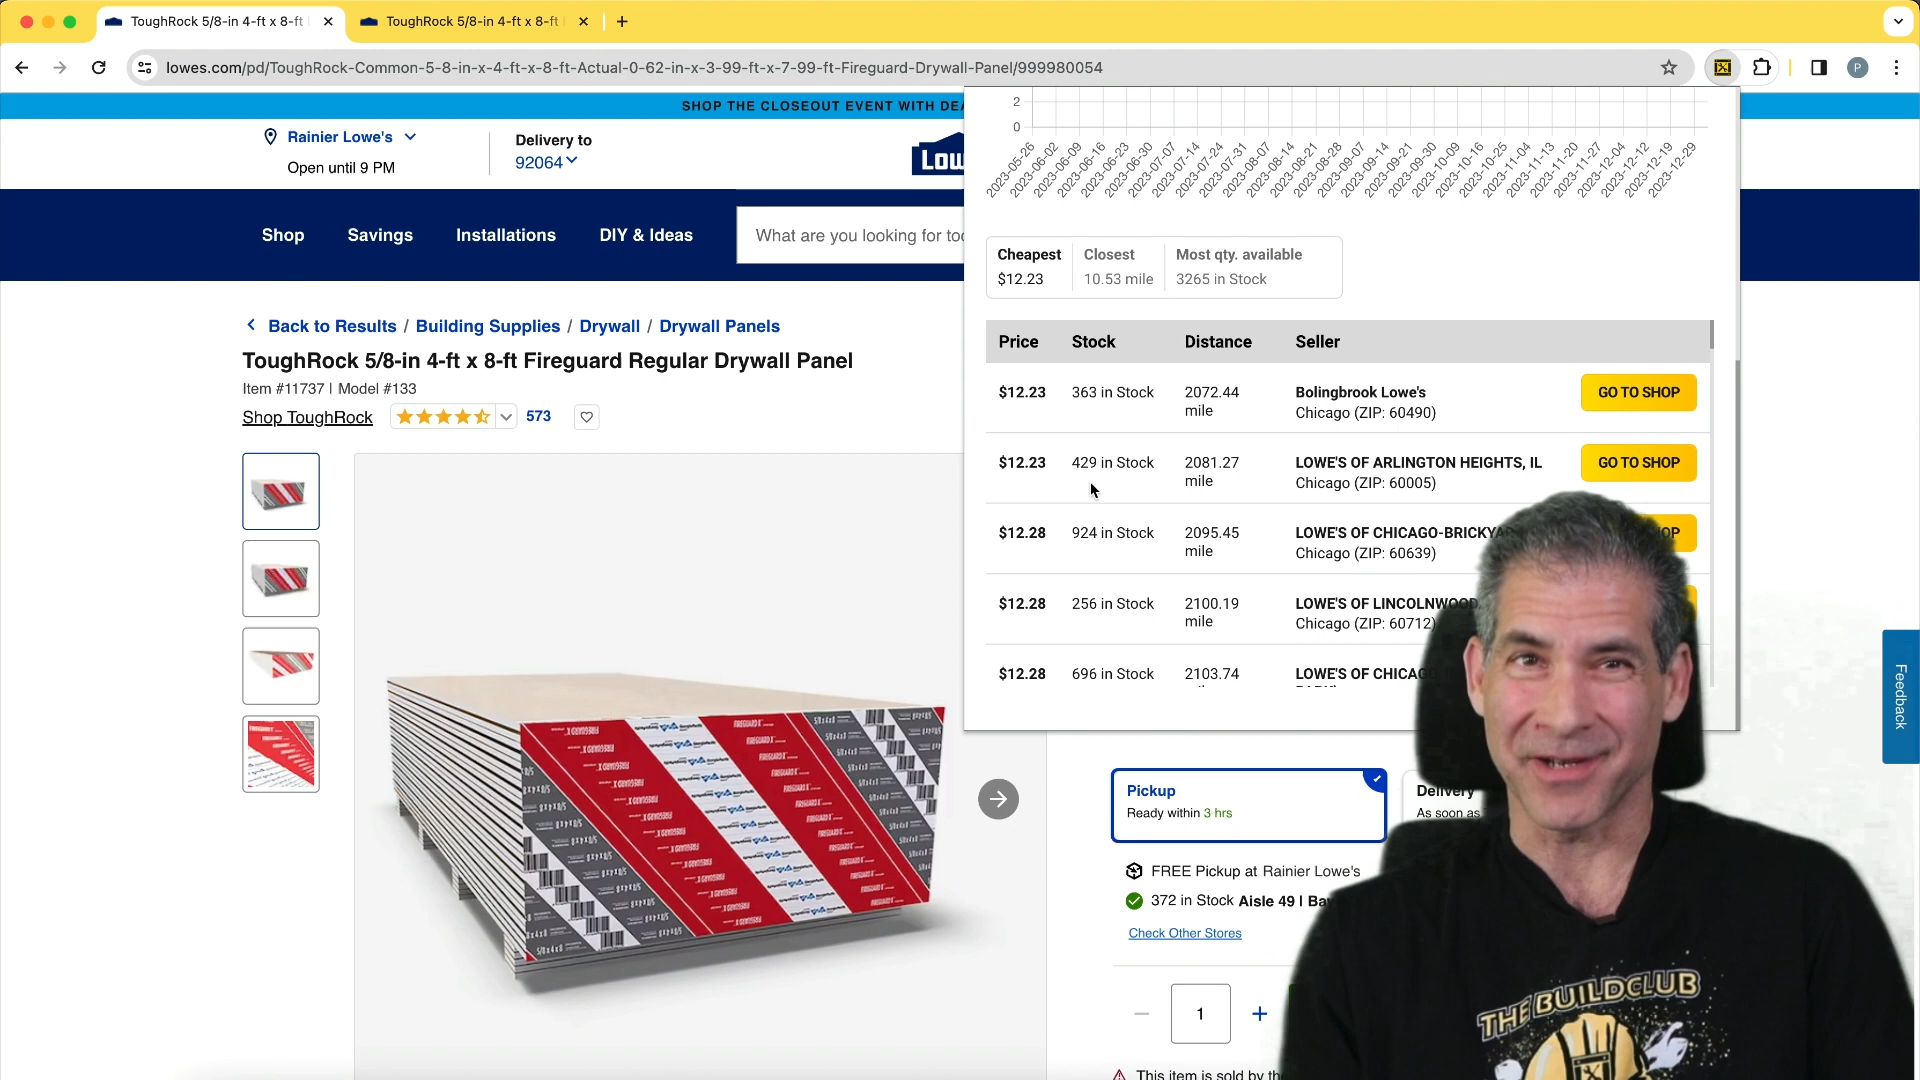 ToughRock 5/8-in 4-ft x 8-ft
ToughRock 5/8-in 4-ft x 8-ft
lowes.com/pd/ToughRock-Common-5-8-in-x-4-ft-x-8-ft-Actual-0-62-in-x-3-99-ft-x-7-99-ft-Fireguard-Drywall-Panel/999980054
P
SHOP THE CLOSEOUT EVENT WITH DEA
Rainier Lowe's
Open until 9 PM
Delivery to
92064
LOW
Shop
Savings
Installations
DIY & Ideas
What are you looking for to
2
0
2023-05-26
2023-06-02
2023-06-09
2023-06-16
2023-06-23
2023-06-30
2023-07-07
2023-07-14
2023-07-24
2023-07-31
2023-08-07
2023-08-14
2023-08-21
2023-08-28
2023-09-07
2023-09-14
2023-09-21
2023-09-30
2023-10-09
2023-10-16
2023-10-25
2023-11-04
2023-11-13
2023-11-20
2023-11-27
2023-12-04
2023-12-12
2023-12-19
2023-12-29
Cheapest
$12.23
Closest
10.53 mile
Most qty. available
3265 in Stock
Price Stock Distance Seller
$12.23 363 in Stock 2072.44 mile Bolingbrook Lowe's
Chicago (ZIP: 60490)
GO TO SHOP
$12.23 429 in Stock 2081.27 mile LOWE'S OF ARLINGTON HEIGHTS, IL
Chicago (ZIP: 60005)
GO TO SHOP
$12.28 924 in Stock 2095.45 mile LOWE'S OF CHICAGO-BRICKYA
Chicago (ZIP: 60639)
OP
$12.28 256 in Stock 2100.19 mile LOWE'S OF LINCOLNWOOD
Chicago (ZIP: 60712)
$12.28 696 in Stock 2103.74 LOWE'S OF CHICAG
Back to Results / Building Supplies / Drywall / Drywall Panels
ToughRock 5/8-in 4-ft x 8-ft Fireguard Regular Drywall Panel
Item #11737 | Model #133
Shop ToughRock
573
Pickup
Ready within 3 hrs
Delivery
As soon as
FREE Pickup at Rainier Lowe's
372 in Stock Aisle 49 | Ba
Check Other Stores
1
This item is sold by th
Feedback
THE BUILDCLUB